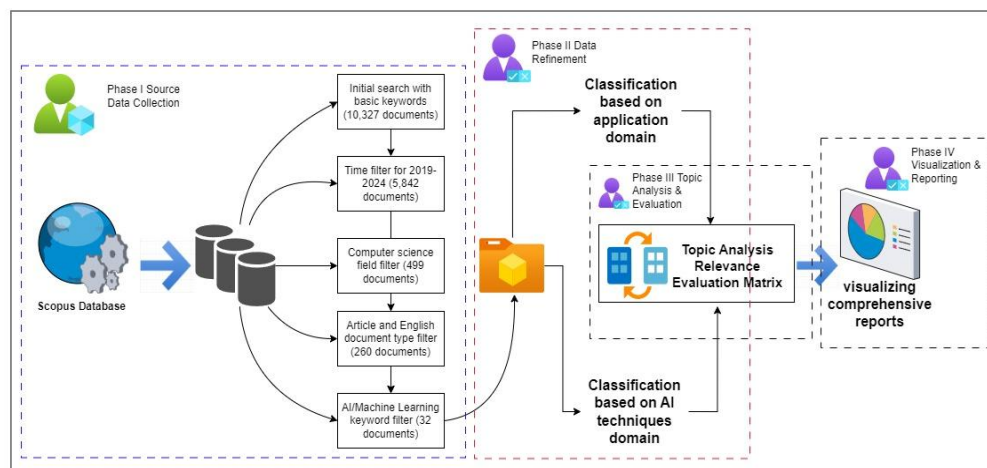 Phase I Source
Data Collection
Scopus Database
Initial search with
basic keywords
(10,327 documents)
Time filter for 2019-
2024 (5,842
documents)
Computer science
field filter (499
documents)
Article and English
document type filter
(260 documents)
AI/Machine Learning
keyword filter (32
documents)
Phase II Data
Refinement
Classification
based on
application
domain
Phase III Topic
Analysis &
Evaluation
Topic Analysis
Relevance
Evaluation Matrix
Classification
based on AI
techniques
domain
Phase IV
Visualization &
Reporting
visualizing
comprehensive
reports